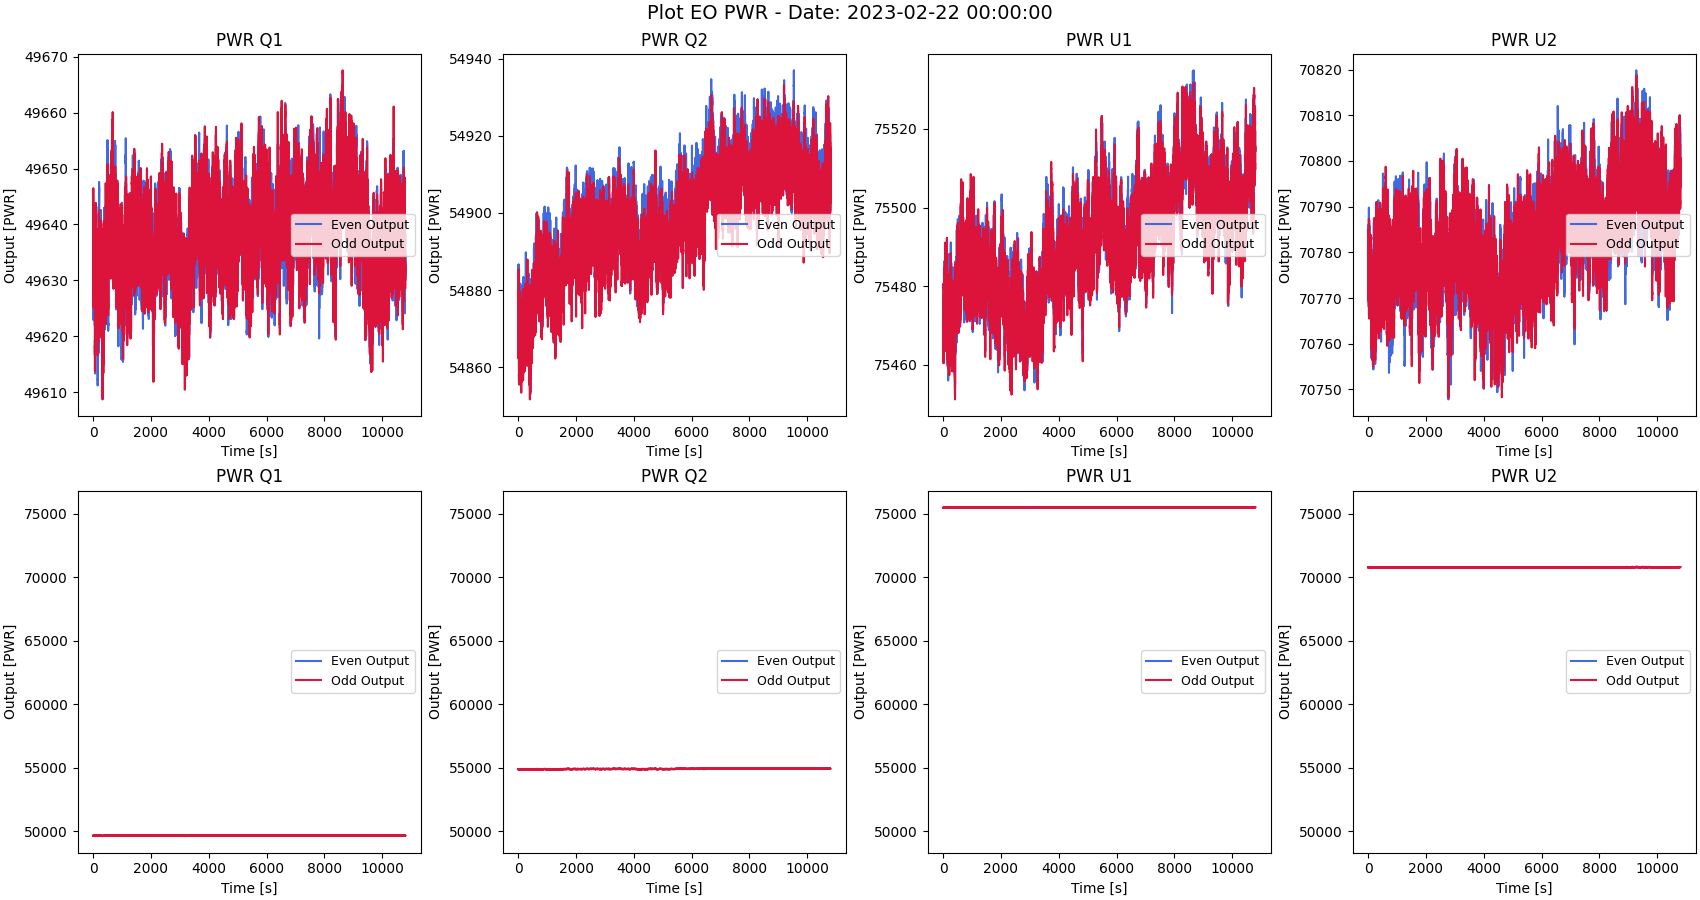 Plot EO PWR - Date: 2023-02-22 00:00:00
PWR Q1
49670
49660
49650
49640
49630
49620
49610
Output [PWR]
Even Output
Odd Output
0 2000 4000 6000 8000 10000
Time [s]
PWR Q2
54940
54920
54900
54880
54860
Output [PWR]
Even Output
Odd Output
0 2000 4000 6000 8000 10000
Time [s]
PWR U1
75520
75500
75480
75460
Output [PWR]
Even Output
Odd Output
0 2000 4000 6000 8000 10000
Time [s]
PWR U2
70820
70810
70800
70790
70780
70770
70760
70750
Output [PWR]
Even Output
Odd Output
0 2000 4000 6000 8000 10000
Time [s]
PWR Q1
75000
70000
65000
60000
55000
50000
Output [PWR]
Even Output
Odd Output
0 2000 4000 6000 8000 10000
Time [s]
PWR Q2
75000
70000
65000
60000
55000
50000
Output [PWR]
Even Output
Odd Output
0 2000 4000 6000 8000 10000
Time [s]
PWR U1
75000
70000
65000
60000
55000
50000
Output [PWR]
Even Output
Odd Output
0 2000 4000 6000 8000 10000
Time [s]
PWR U2
75000
70000
65000
60000
55000
50000
Output [PWR]
Even Output
Odd Output
0 2000 4000 6000 8000 10000
Time [s]